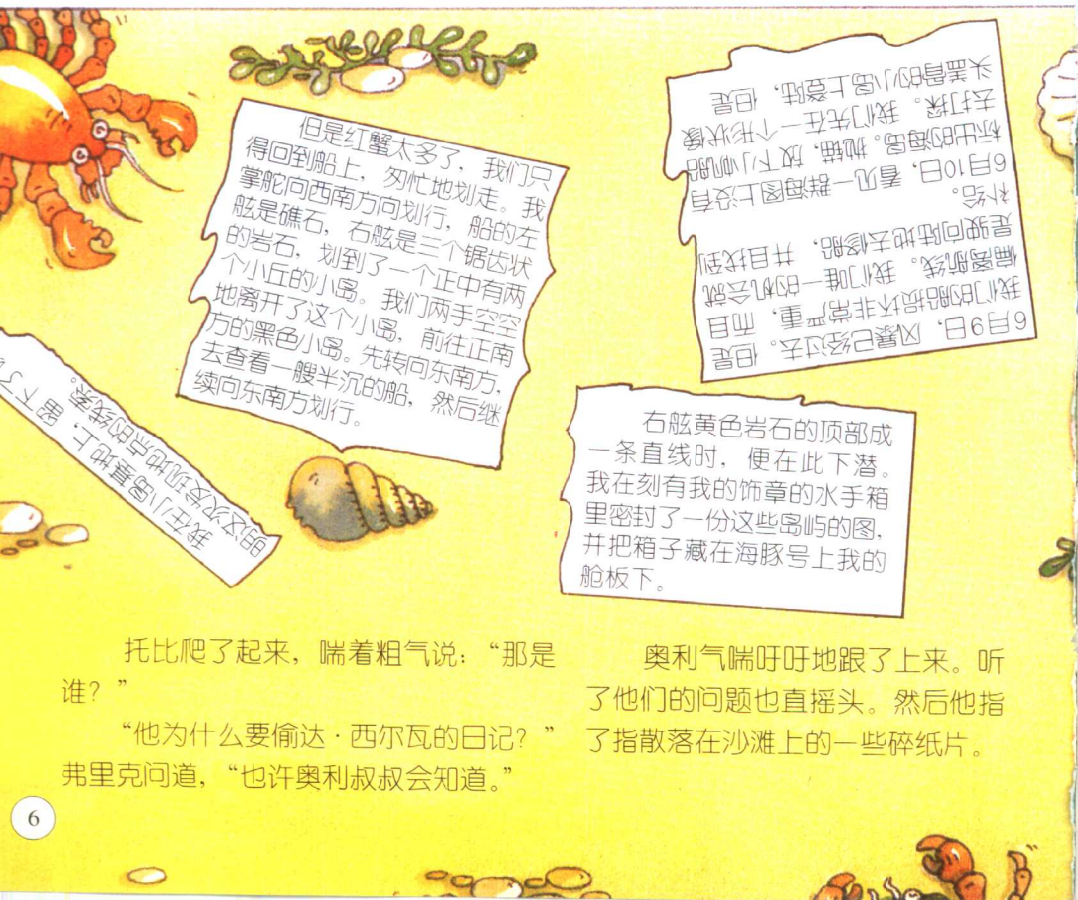 但是红蟹太多了，我们只
得回到船上，匆忙地划走。我
掌舵向西南方向划行，船的左
舷是礁石，右舷是三个锯齿状
的岩石，划到了一个正中有两
个小丘的小岛。我们两手空空
地离开了这个小岛，前往正南
方的黑色小岛。先转向东南方，
去查看一艘半沉的船，然后继
续向东南方划行。
6月9日，风暴已经过去。但是
我们的船损坏非常严重，而且
偏离航线。我们唯一的机会就
是驶向陆地去修船，并且找到
补给。
6月10日，看见一群海图上没有
标出的海岛。抛锚，放下小帆船
去打探。我们先在一个形状像
头盖骨的小岛上登陆，但是
我在小岛墓地上，留下了
明这次发现地点的线索。
右舷黄色岩石的顶部成
一条直线时，便在此下潜。
我在刻有我的饰章的水手箱
里密封了一份这些岛屿的图，
并把箱子藏在海豚号上我的
舱板下。
托比爬了起来，喘着粗气说：“那是
谁？”
“他为什么要偷达·西尔瓦的日记？”
弗里克问道，“也许奥利叔叔会知道。”
奥利气喘吁吁地跟了上来。听
了他们的问题也直摇头。然后他指
了指散落在沙滩上的一些碎纸片。
6